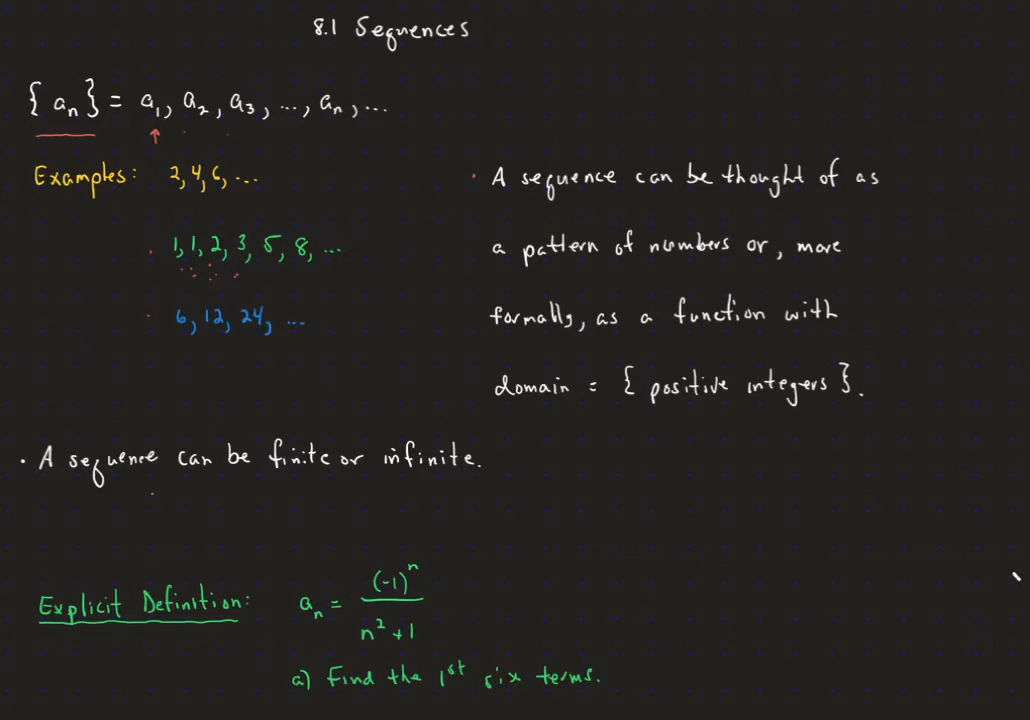 8.1 Sequences
{ aₙ } = a₁, a₂, a₃, ..., aₙ, ...
Examples: 2, 4, 6, ...
1, 1, 2, 3, 5, 8, ...
6, 12, 24, ...
· A sequence can be thought of as
a pattern of numbers or, more
formally, as a function with
domain = { positive integers }.
· A sequence can be finite or infinite.
Explicit Definition: aₙ = (-1)ⁿ / n² + 1
a) Find the 1st six terms.